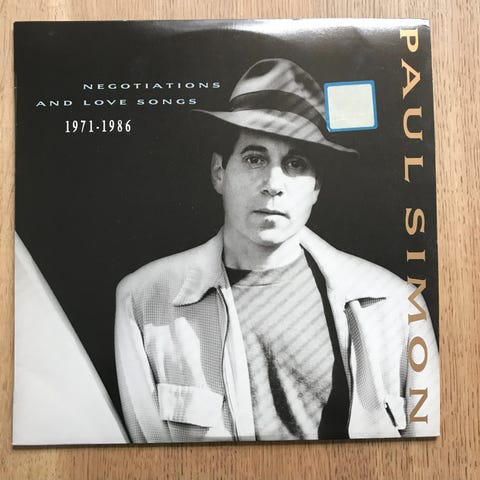 NEGOTIATIONS
AND LOVE SONGS
1971-1986
PAUL SIMON